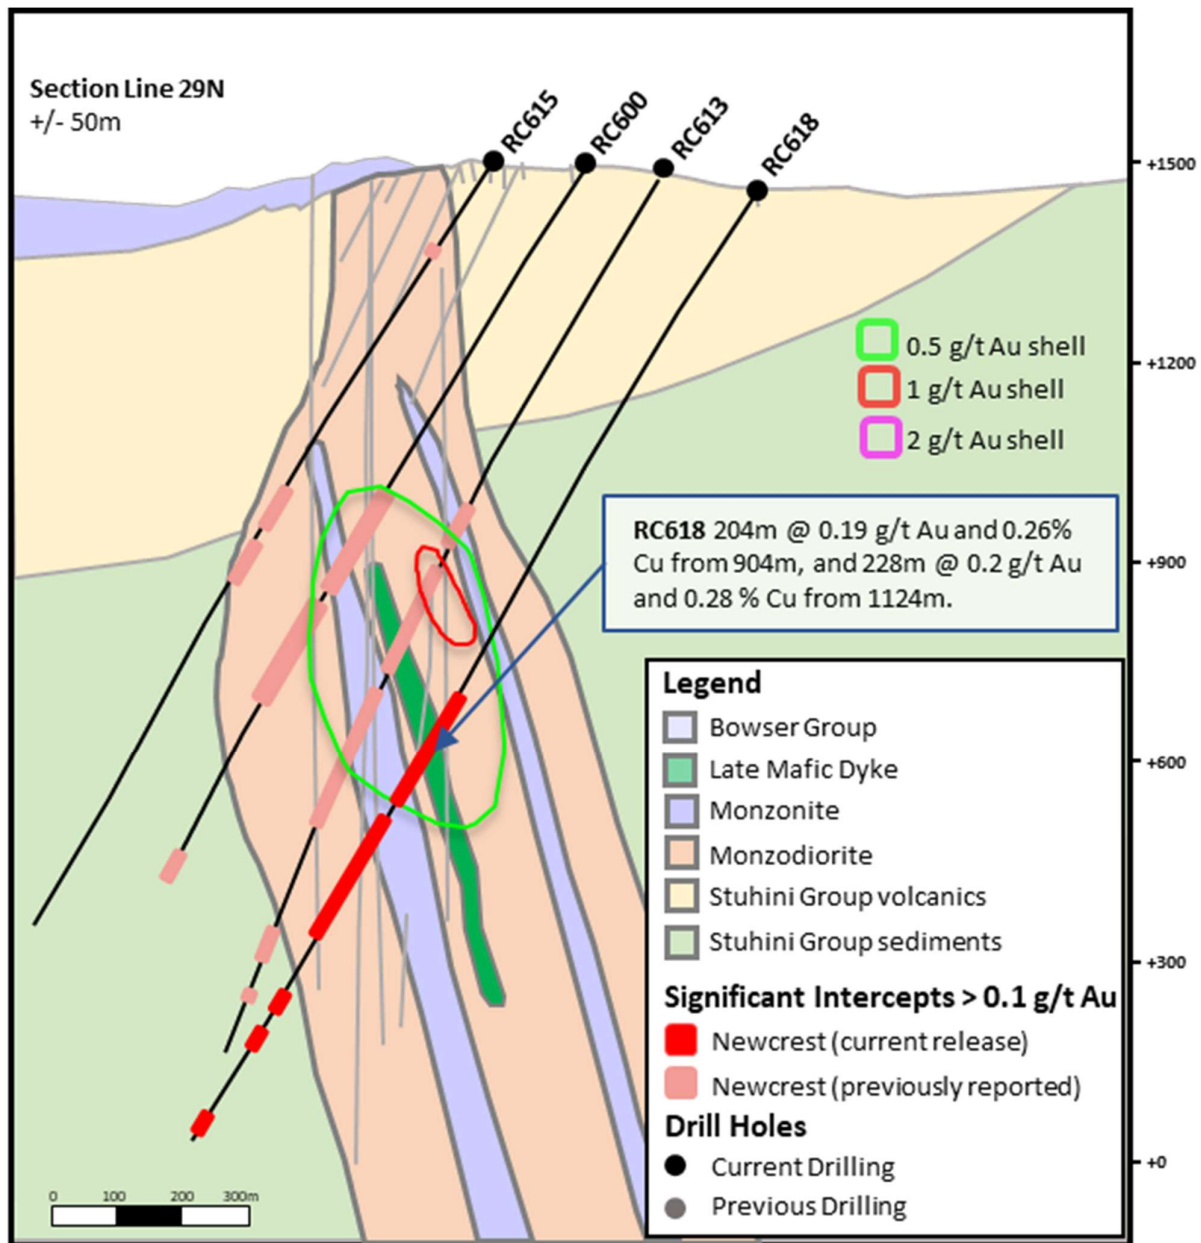 Section Line 29N
+/- 50m
RC615
RC600
RC613
RC618
+1500
+1200
+900
+600
+300
+0
0.5 g/t Au shell
1 g/t Au shell
2 g/t Au shell
RC618 204m @ 0.19 g/t Au and 0.26%
Cu from 904m, and 228m @ 0.2 g/t Au
and 0.28 % Cu from 1124m.
Legend
Bowser Group
Late Mafic Dyke
Monzonite
Monzodiorite
Stuhini Group volcanics
Stuhini Group sediments
Significant Intercepts > 0.1 g/t Au
Newcrest (current release)
Newcrest (previously reported)
Drill Holes
Current Drilling
Previous Drilling
0 100 200 300m